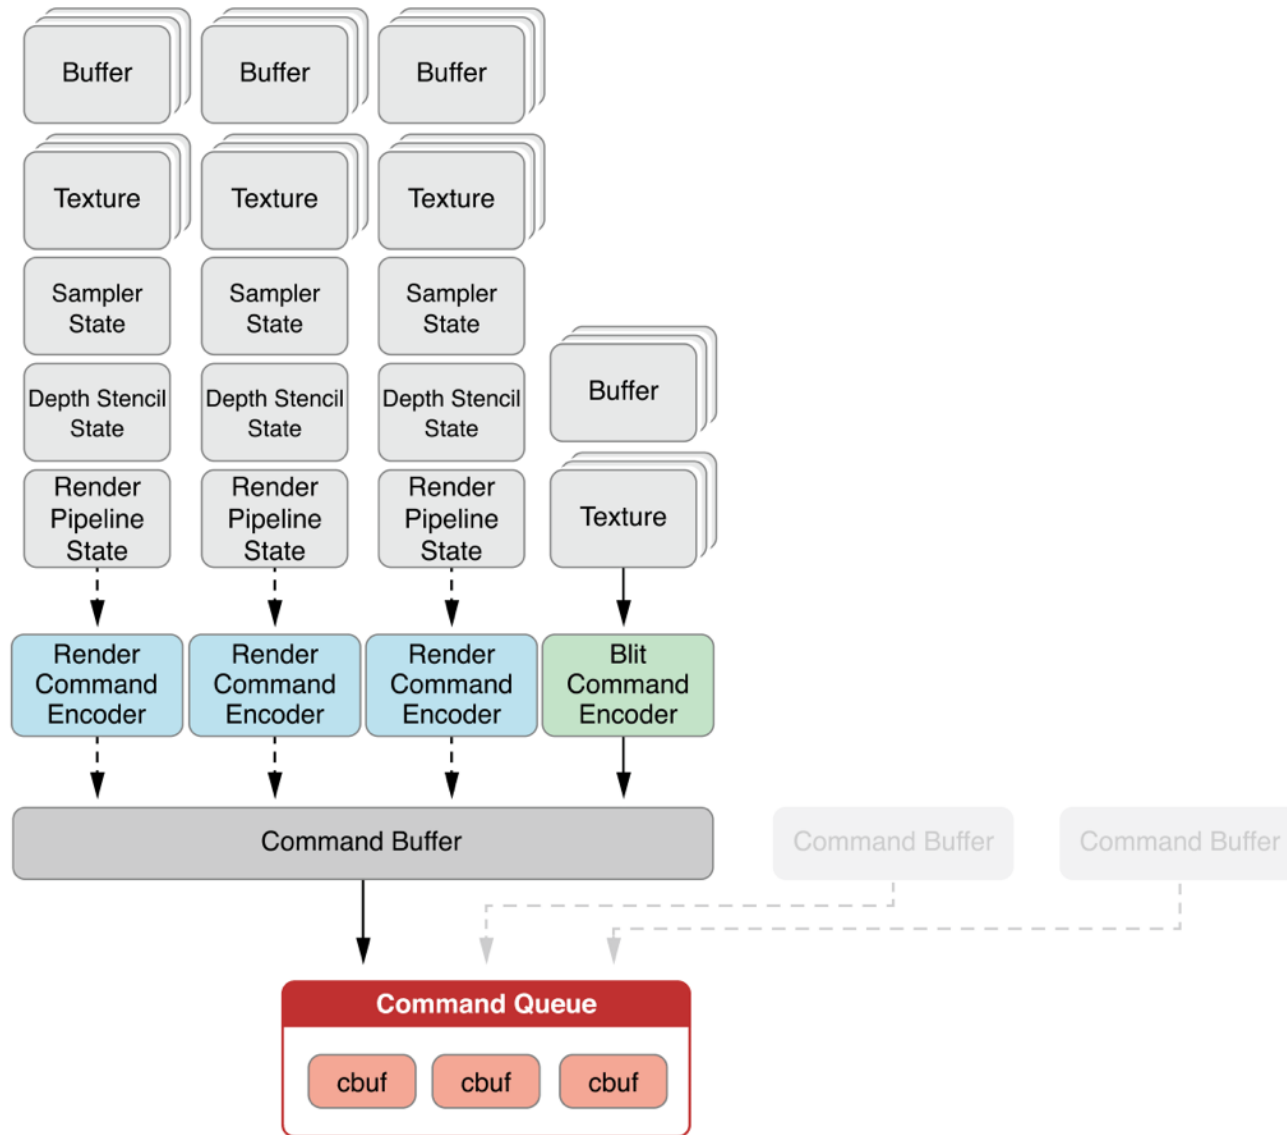 Buffer
Buffer
Buffer
Texture
Texture
Texture
Sampler
State
Sampler
State
Sampler
State
Depth Stencil
State
Depth Stencil
State
Depth Stencil
State
Buffer
Render
Pipeline
State
Render
Pipeline
State
Render
Pipeline
State
Texture
Render
Command
Encoder
Render
Command
Encoder
Render
Command
Encoder
Blit
Command
Encoder
Command Buffer
Command Buffer
Command Buffer
Command Queue
cbuf
cbuf
cbuf